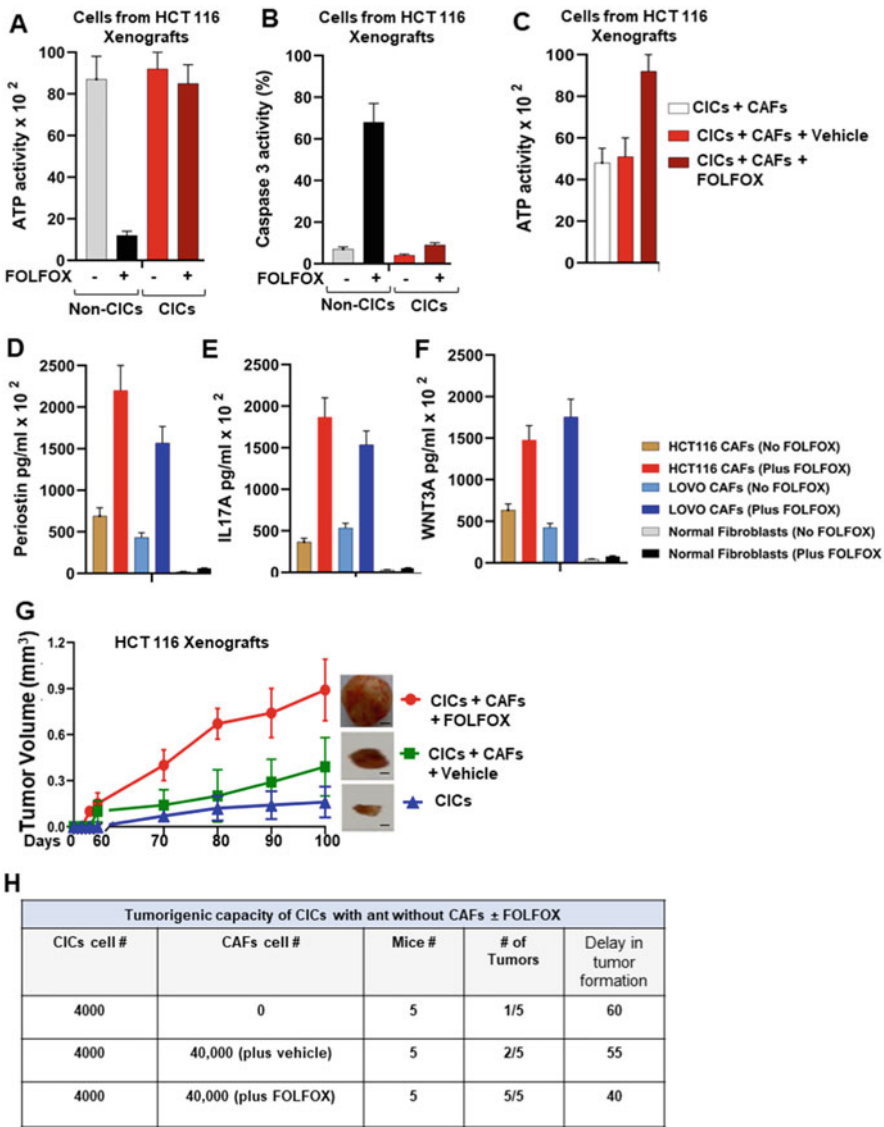 A
Cells from HCT 116
Xenografts
ATP activity x 10 2
100
80
60
40
20
0
FOLFOX
- + - +
Non-CICs CICs
B
Cells from HCT 116
Xenografts
Caspase 3 activity (%)
100
80
60
40
20
0
FOLFOX
- + - +
Non-CICs CICs
C
Cells from HCT 116
Xenografts
ATP activity x 10 2
100
80
60
40
20
0
CICs + CAFs
CICs + CAFs + Vehicle
CICs + CAFs +
FOLFOX
D
Periostin pg/ml x 10 2
2500
2000
1500
1000
500
0
E
IL17A pg/ml x 10 2
2500
2000
1500
1000
500
0
F
WNT3A pg/ml x 10 2
2500
2000
1500
1000
500
0
HCT116 CAFs (No FOLFOX)
HCT116 CAFs (Plus FOLFOX)
LOVO CAFs (No FOLFOX)
LOVO CAFs (Plus FOLFOX)
Normal Fibroblasts (No FOLFOX)
Normal Fibroblasts (Plus FOLFOX
G
HCT 116 Xenografts
Tumor Volume (mm3)
1.2
0.9
0.6
0.3
0.0
Days 0 60 70 80 90 100
CICs + CAFs
+ FOLFOX
CICs + CAFs
+ Vehicle
CICs
H
Tumorigenic capacity of CICs with ant without CAFs ± FOLFOX
CICs cell # CAFs cell # Mice # # of Tumors Delay in tumor formation
4000 0 5 1/5 60
4000 40,000 (plus vehicle) 5 2/5 55
4000 40,000 (plus FOLFOX) 5 5/5 40